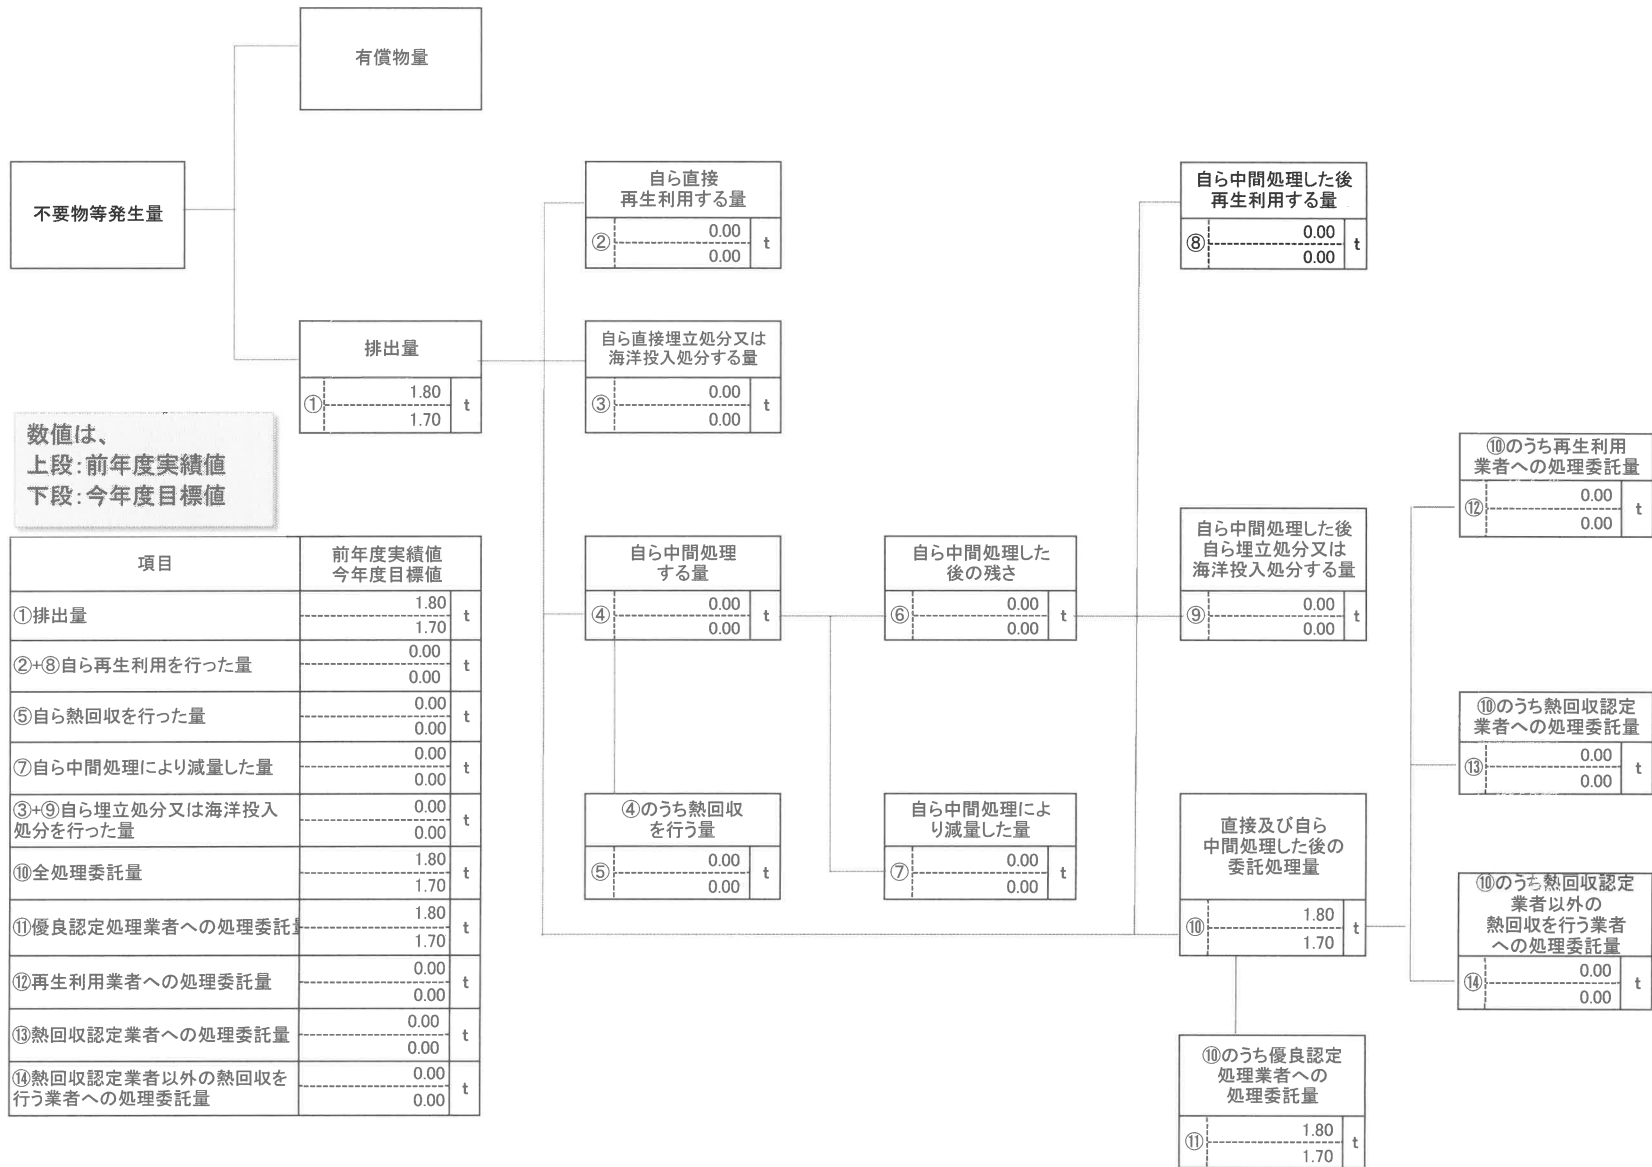 有償物量
不要物等発生量
自ら直接
再生利用する量
②
0.00
0.00
t
自ら中間処理した後
再生利用する量
⑧
0.00
0.00
t
排出量
①
1.80
1.70
t
自ら直接埋立処分又は
海洋投入処分する量
③
0.00
0.00
t
数値は、
上段:前年度実績値
下段:今年度目標値
⑩のうち再生利用
業者への処理委託量
⑫
0.00
0.00
t
自ら中間処理
する量
④
0.00
0.00
t
自ら中間処理した
後の残さ
⑥
0.00
0.00
t
自ら中間処理した後
自ら埋立処分又は
海洋投入処分する量
⑨
0.00
0.00
t
⑩のうち熱回収認定
業者への処理委託量
⑬
0.00
0.00
t
④のうち熱回収
を行う量
⑤
0.00
0.00
t
自ら中間処理によ
り減量した量
⑦
0.00
0.00
t
直接及び自ら
中間処理した後の
委託処理量
⑩
1.80
1.70
t
⑩のうち熱回収認定
業者以外の
熱回収を行う業者
への処理委託量
⑭
0.00
0.00
t
⑩のうち優良認定
処理業者への
処理委託量
⑪
1.80
1.70
t
項目
前年度実績値
今年度目標値
①排出量
1.80
1.70
t
②+⑧自ら再生利用を行った量
0.00
0.00
t
⑤自ら熱回収を行った量
0.00
0.00
t
⑦自ら中間処理により減量した量
0.00
0.00
t
③+⑨自ら埋立処分又は海洋投入
処分を行った量
0.00
0.00
t
⑩全処理委託量
1.80
1.70
t
⑪優良認定処理業者への処理委託量
1.80
1.70
t
⑫再生利用業者への処理委託量
0.00
0.00
t
⑬熱回収認定業者への処理委託量
0.00
0.00
t
⑭熱回収認定業者以外の熱回収を
行う業者への処理委託量
0.00
0.00
t